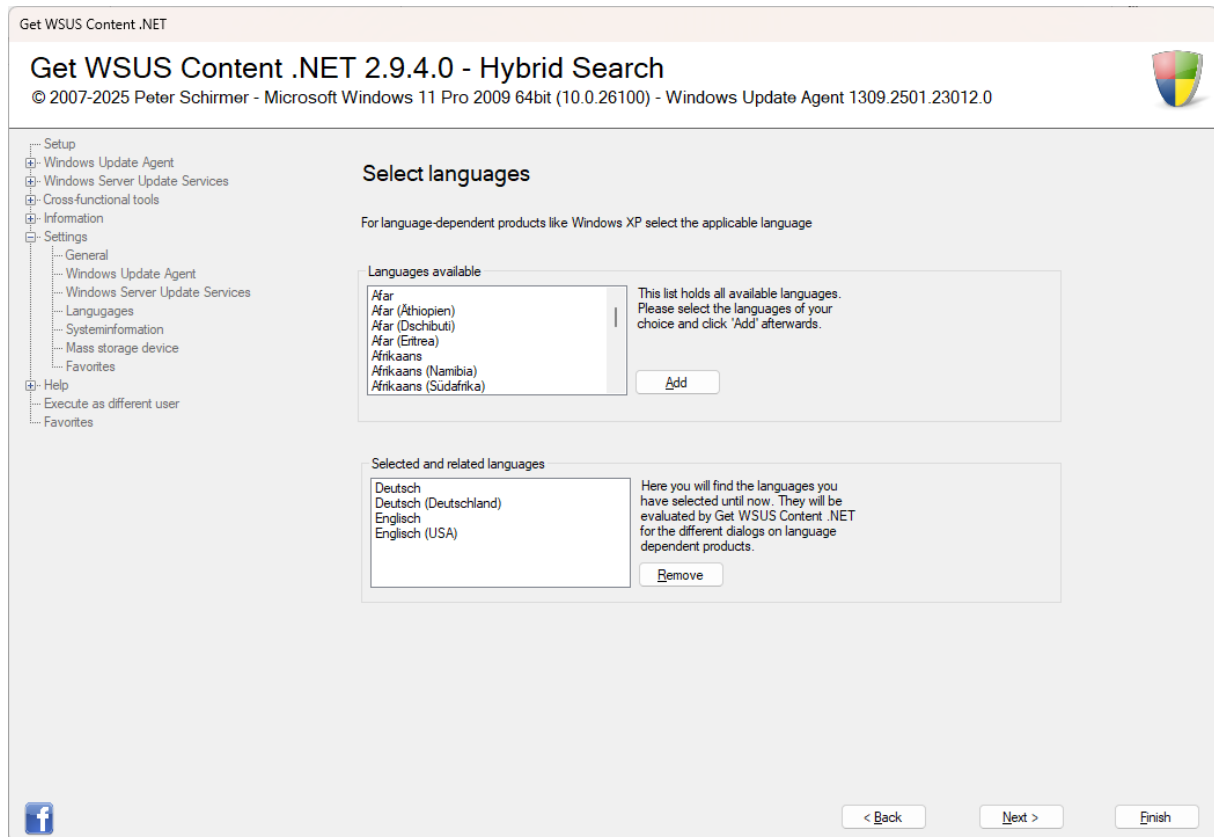 Get WSUS Content .NET
Get WSUS Content .NET 2.9.4.0 - Hybrid Search
© 2007-2025 Peter Schirmer - Microsoft Windows 11 Pro 2009 64bit (10.0.26100) - Windows Update Agent 1309.2501.23012.0
Setup
Windows Update Agent
Windows Server Update Services
Cross-functional tools
Information
Settings
General
Windows Update Agent
Windows Server Update Services
Langugages
Systeminformation
Mass storage device
Favorites
Help
Execute as different user
Favorites
Select languages
For language-dependent products like Windows XP select the applicable language
Languages available
Afar
Afar (Äthiopien)
Afar (Dschibuti)
Afar (Eritrea)
Afrikaans
Afrikaans (Namibia)
Afrikaans (Südafrika)
This list holds all available languages.
Please select the languages of your
choice and click 'Add' afterwards.
Add
Selected and related languages
Deutsch
Deutsch (Deutschland)
Englisch
Englisch (USA)
Here you will find the languages you
have selected until now. They will be
evaluated by Get WSUS Content .NET
for the different dialogs on language
dependent products.
Remove
f
< Back
Next >
Finish